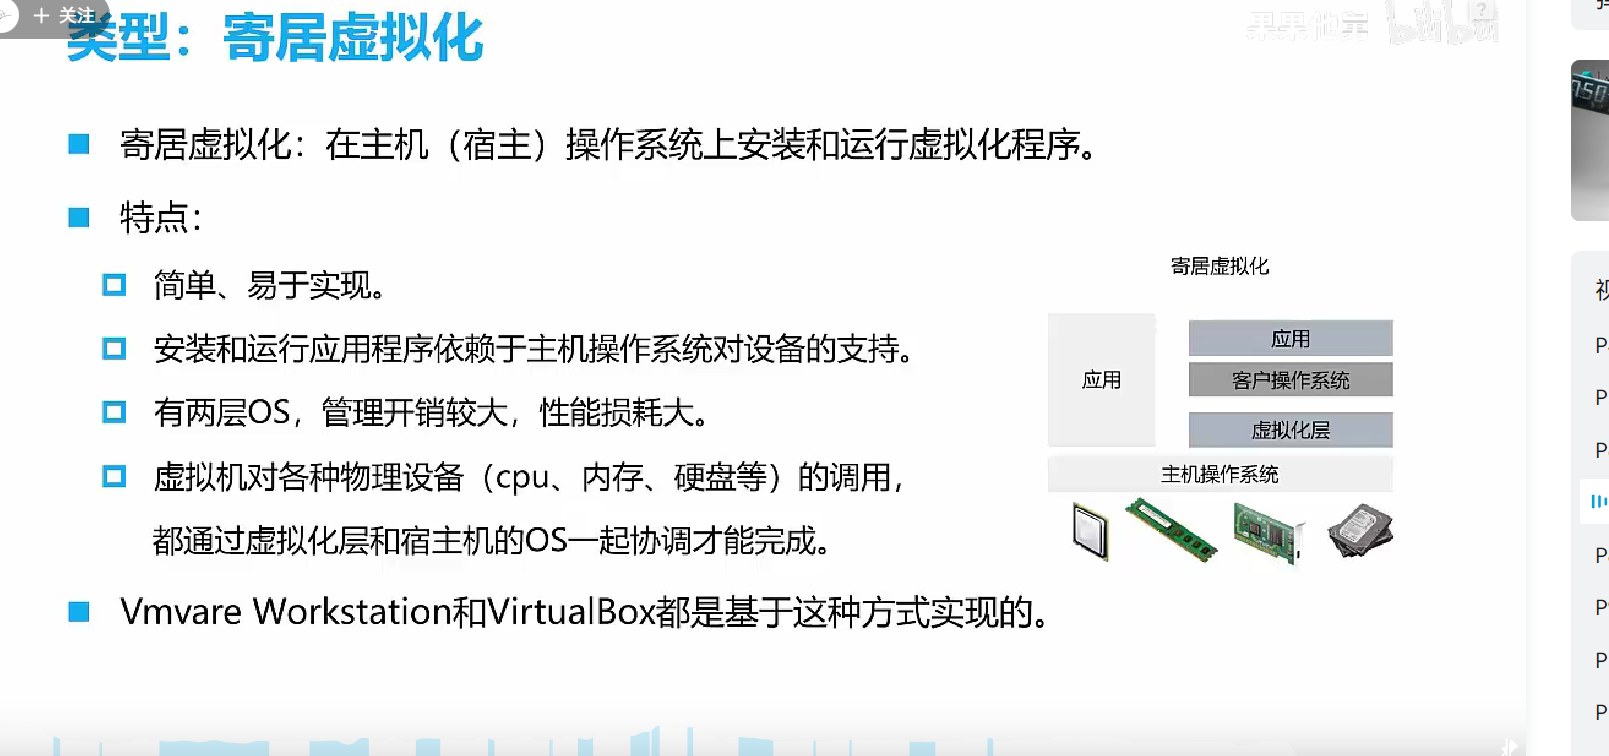 + 关注
类型：寄居虚拟化
果果他舅 bilibili
寄居虚拟化：在主机（宿主）操作系统上安装和运行虚拟化程序。
特点：
简单、易于实现。
安装和运行应用程序依赖于主机操作系统对设备的支持。
有两层OS，管理开销较大，性能损耗大。
虚拟机对各种物理设备（cpu、内存、硬盘等）的调用，
都通过虚拟化层和宿主机的OS一起协调才能完成。
Vmvare Workstation和VirtualBox都是基于这种方式实现的。
寄居虚拟化
应用
应用
客户操作系统
虚拟化层
主机操作系统
P
P
P
P
P
P
P